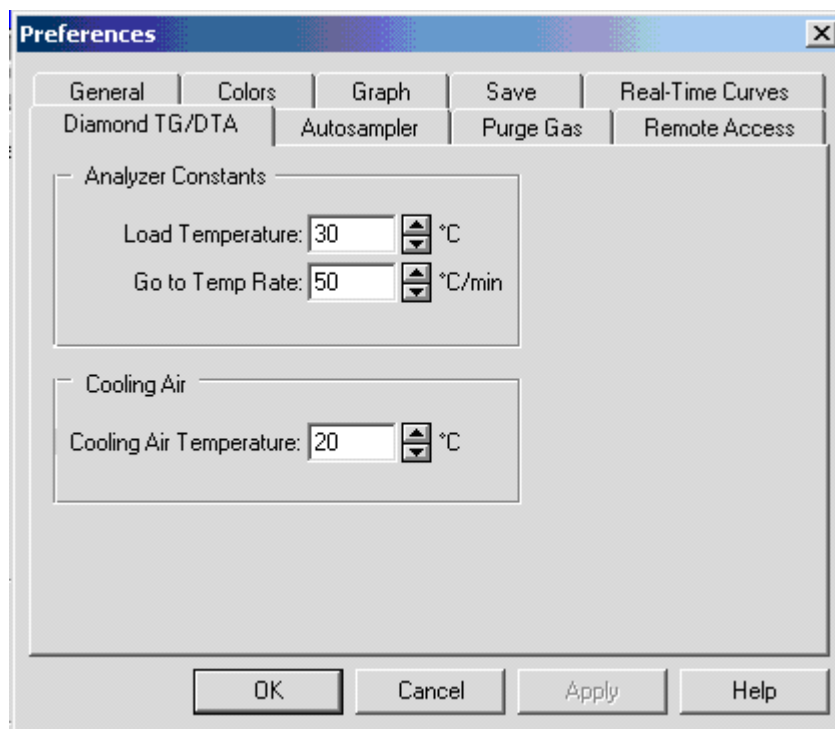 Preferences
General Colors Graph Save Real-Time Curves
Diamond TG/DTA Autosampler Purge Gas Remote Access
Analyzer Constants
Load Temperature: 30 °C
Go to Temp Rate: 50 °C/min
Cooling Air
Cooling Air Temperature: 20 °C
OK Cancel Apply Help